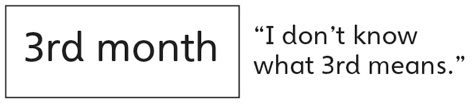 3rd month
“I don’t know
what 3rd means.”